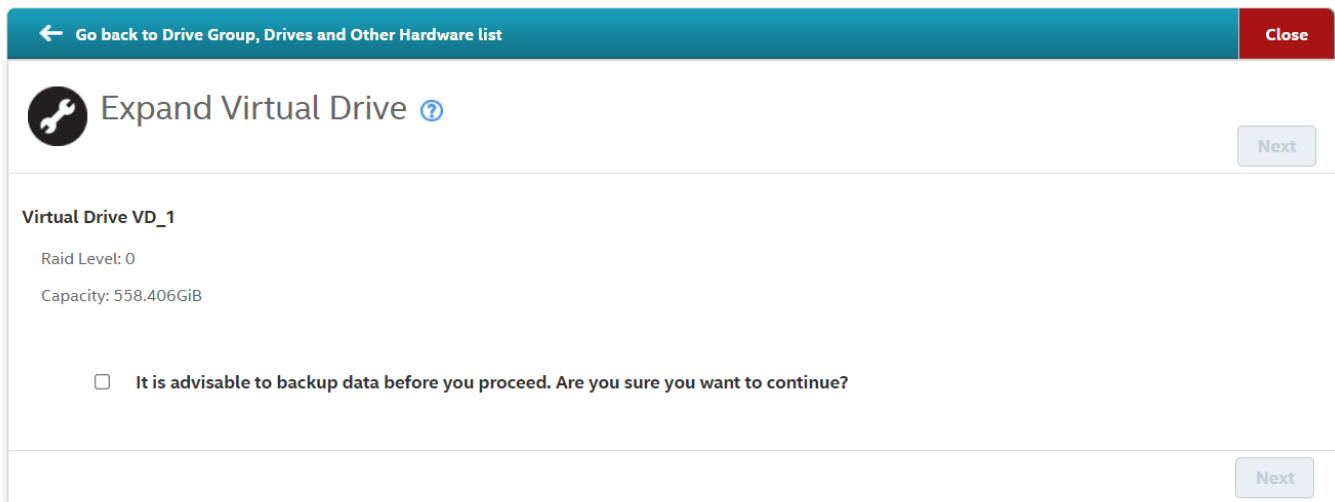 Go back to Drive Group, Drives and Other Hardware list
Close
Expand Virtual Drive ?
Next
Virtual Drive VD_1
Raid Level: 0
Capacity: 558.406GiB
It is advisable to backup data before you proceed. Are you sure you want to continue?
Next